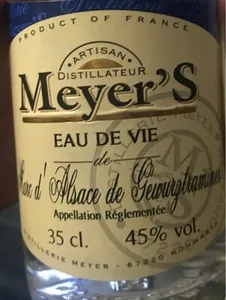 PRODUCT OF FRANCE
ARTISAN
DISTILLATEUR
Meyer'S
EAU DE VIE
de
Marc d'Alsace de Gewurztraminer
Appellation Réglementée
35 cl. 45% vol.
DISTILLERIE MEYER - 67220